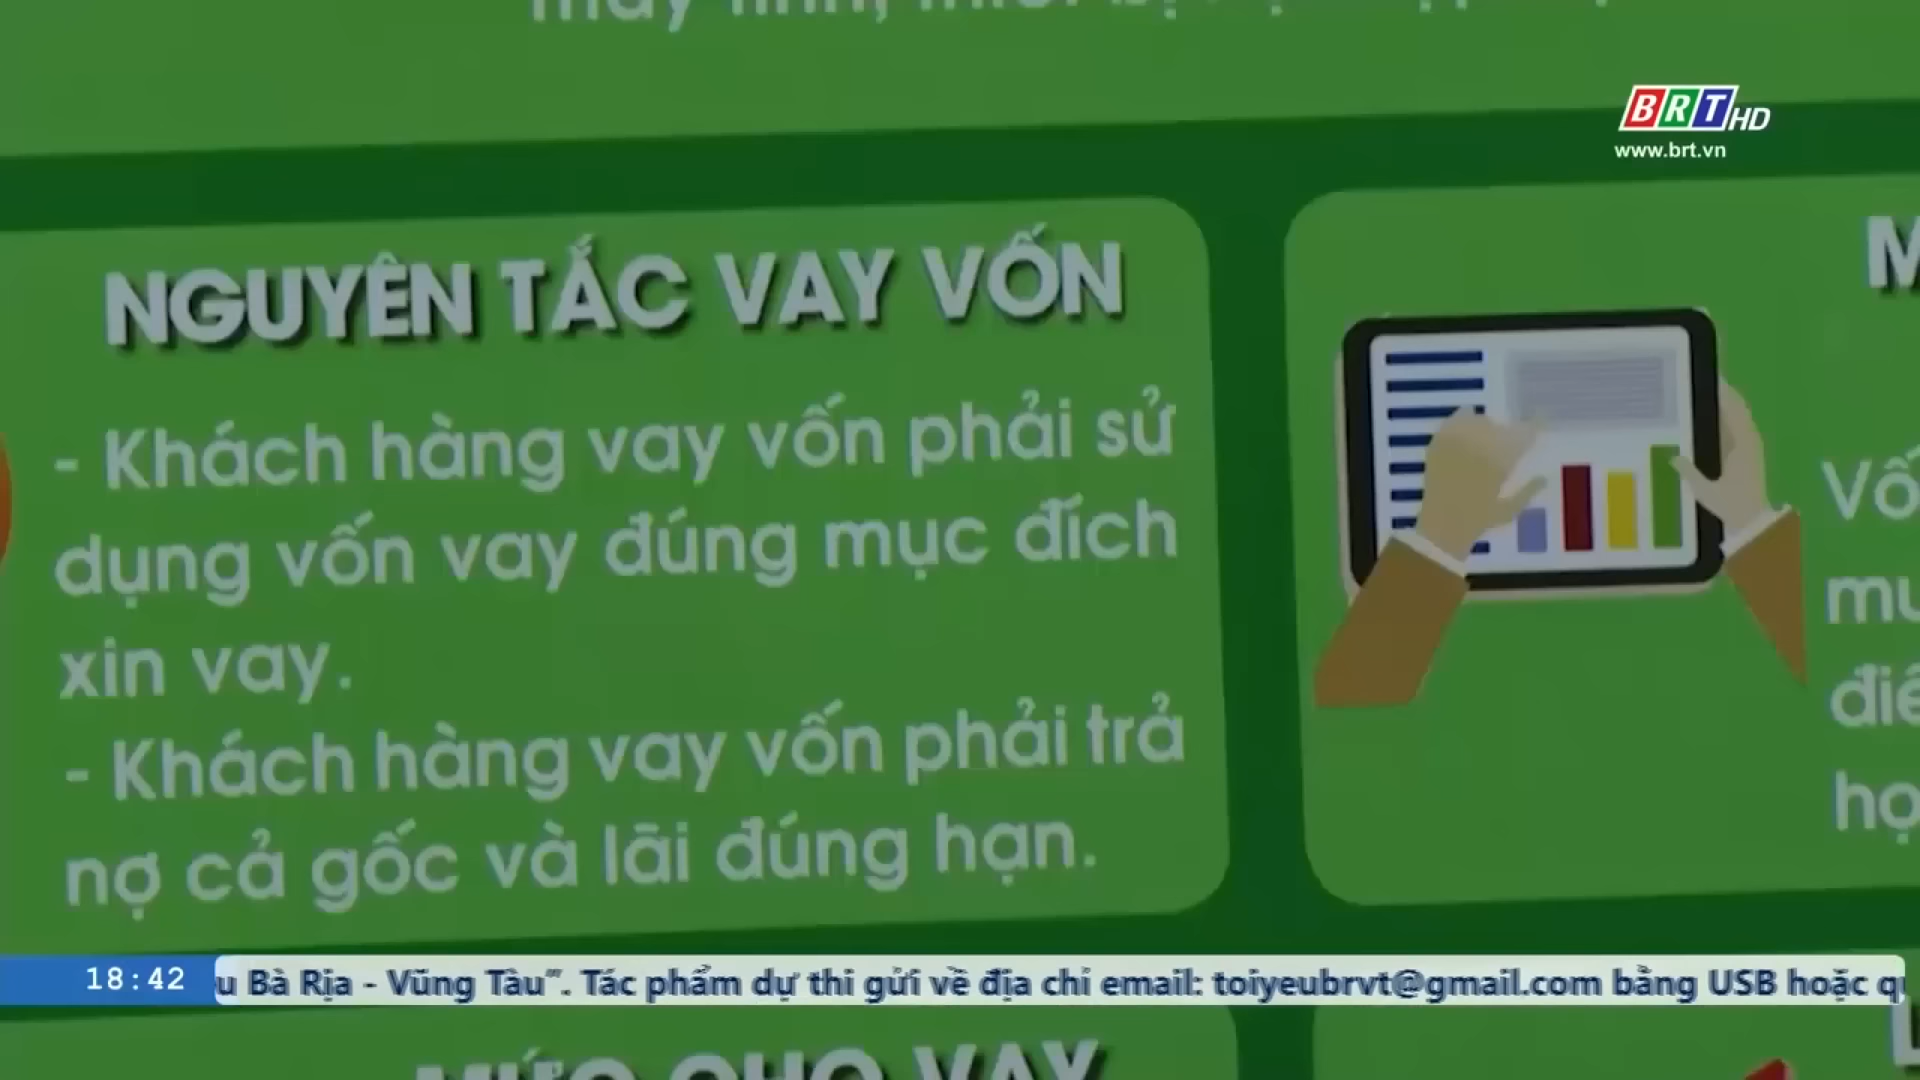 BRT HD
www.brt.vn
NGUYÊN TẮC VAY VỐN
- Khách hàng vay vốn phải sử
dụng vốn vay đúng mục đích
xin vay.
- Khách hàng vay vốn phải trả
nợ cả gốc và lãi đúng hạn.
18:42
Bà Rịa - Vũng Tàu”. Tác phẩm dự thi gửi về địa chỉ email: toiyeubrvt@gmail.com bằng USB hoặc
MỨC CHO VAY